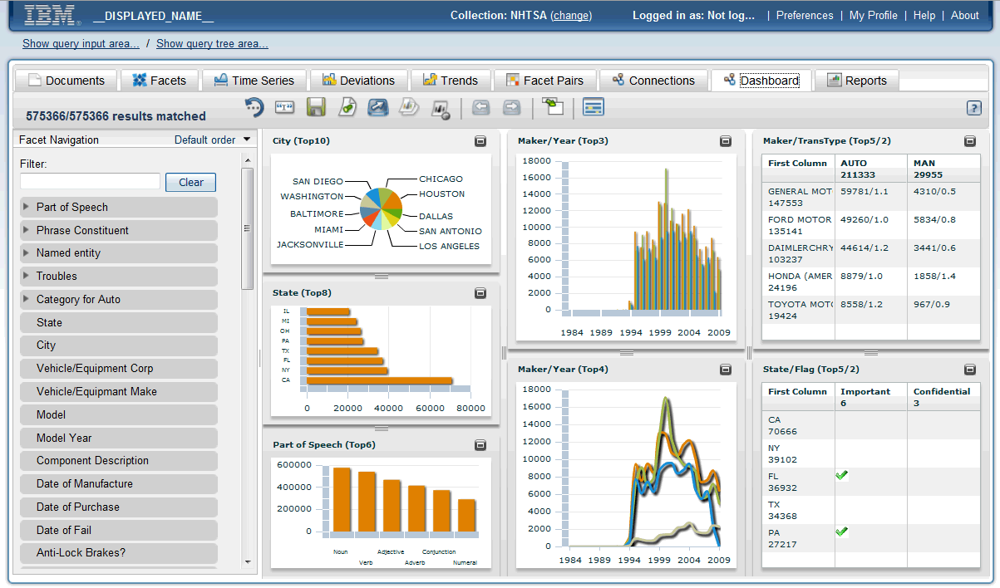 IBM __DISPLAYED_NAME__ Collection: NHTSA (change) Logged in as: Not log... | Preferences | My Profile | Help | About
Show query input area... / Show query tree area...
Documents Facets Time Series Deviations Trends Facet Pairs Connections Dashboard Reports
575366/575366 results matched
Facet Navigation Default order
Filter:
Clear
Part of Speech
Phrase Constituent
Named entity
Troubles
Category for Auto
State
City
Vehicle/Equipment Corp
Vehicle/Equipmant Make
Model
Model Year
Component Description
Date of Manufacture
Date of Purchase
Date of Fail
Anti-Lock Brakes?
City (Top10)
SAN DIEGO
WASHINGTON
BALTIMORE
MIAMI
JACKSONVILLE
CHICAGO
HOUSTON
DALLAS
SAN ANTONIO
LOS ANGELES
State (Top8)
IL
MI
OH
PA
TX
FL
NY
CA
0 20000 40000 60000 80000
Part of Speech (Top6)
600000
400000
200000
0
Noun Adjective Conjunction
Verb Adverb Numeral
Maker/Year (Top3)
18000
16000
14000
12000
10000
8000
6000
4000
2000
0
1984 1989 1994 1999 2004 2009
Maker/Year (Top4)
18000
16000
14000
12000
10000
8000
6000
4000
2000
0
1984 1989 1994 1999 2004 2009
Maker/TransType (Top5/2)
First Column AUTO MAN
211333 29955
GENERAL MOT 59781/1.1 4310/0.5
147553
FORD MOTOR 49260/1.0 5834/0.8
135141
DAIMLERCHRY 44614/1.2 3441/0.6
103237
HONDA (AMER 8879/1.0 1858/1.4
24196
TOYOTA MOTC 8558/1.2 967/0.9
19424
State/Flag (Top5/2)
First Column Important Confidential
6 3
CA
70666
NY
39102
FL
36932
TX
34368
PA
27217